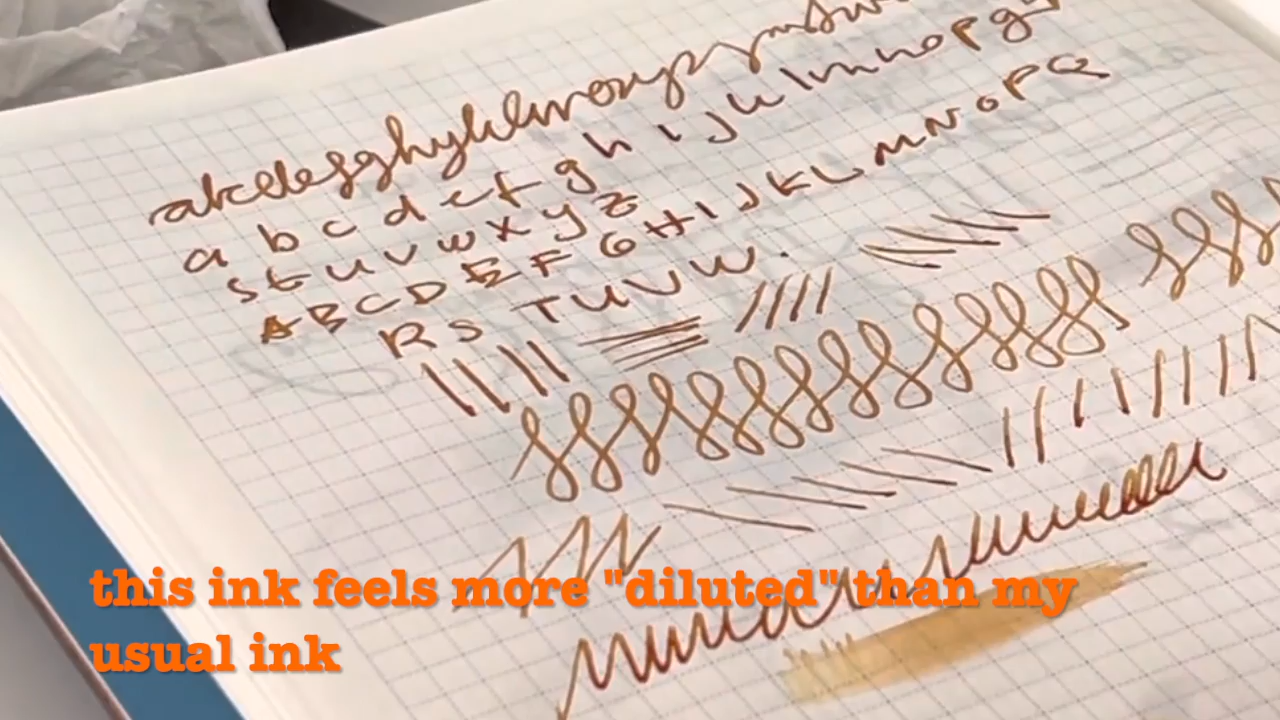 abcdefghijklmnopq
a b c d e f g h i j k l m n o p q r
s t u v w x y z
A B C D E F G H I J K L M N O P Q
R S T U V W .
this ink feels more "diluted" than my
usual ink